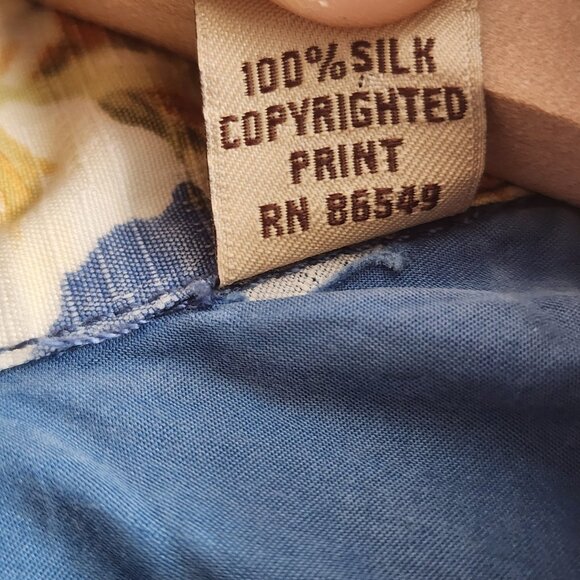 100% SILK
COPYRIGHTED
PRINT
RN 86549